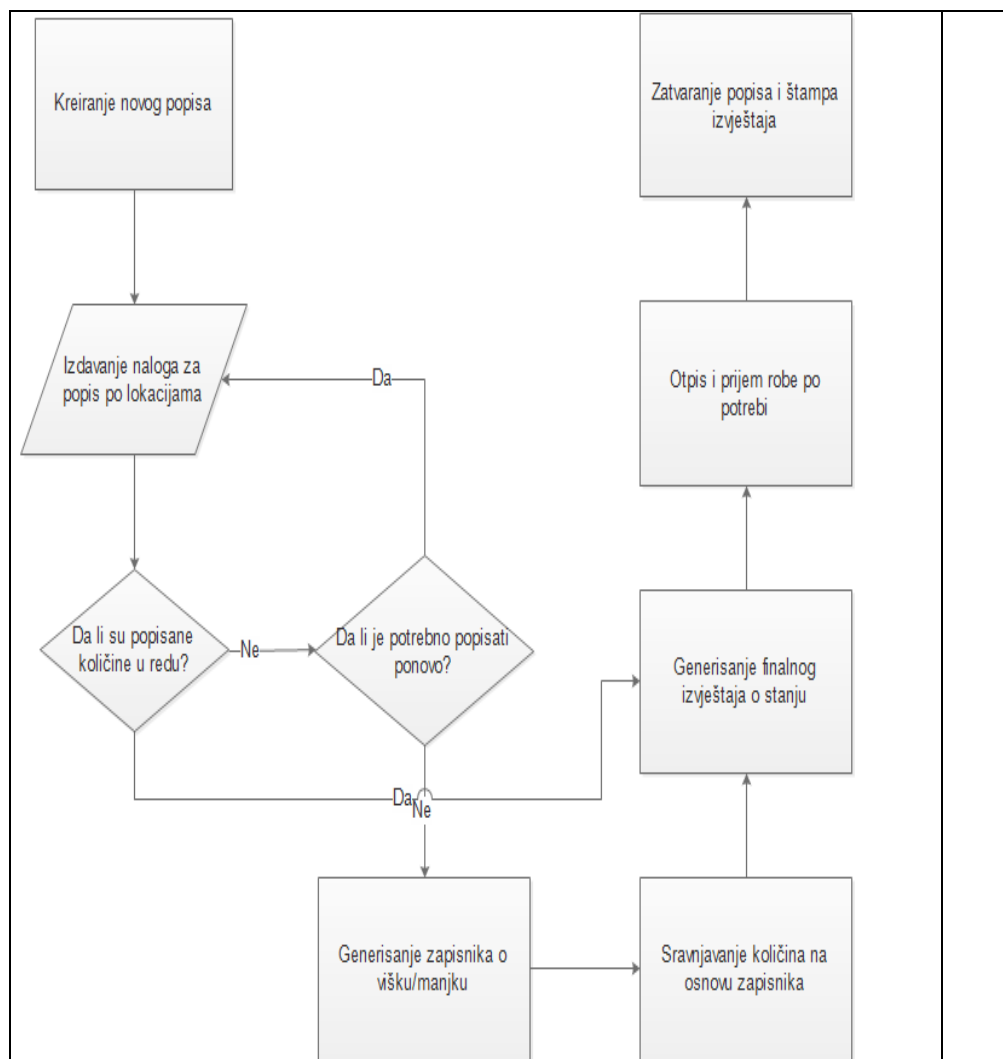 Kreiranje novog popisa
Zatvaranje popisa i štampa
izvještaja
Izdavanje naloga za
popis po lokacijama
Da
Otpis i prijem robe po
potrebi
Da li su popisane
količine u redu?
Ne
Da li je potrebno popisati
ponovo?
Generisanje finalnog
izvještaja o stanju
Da
Ne
Generisanje zapisnika o
višku/manjku
Sravnjavanje količina na
osnovu zapisnika